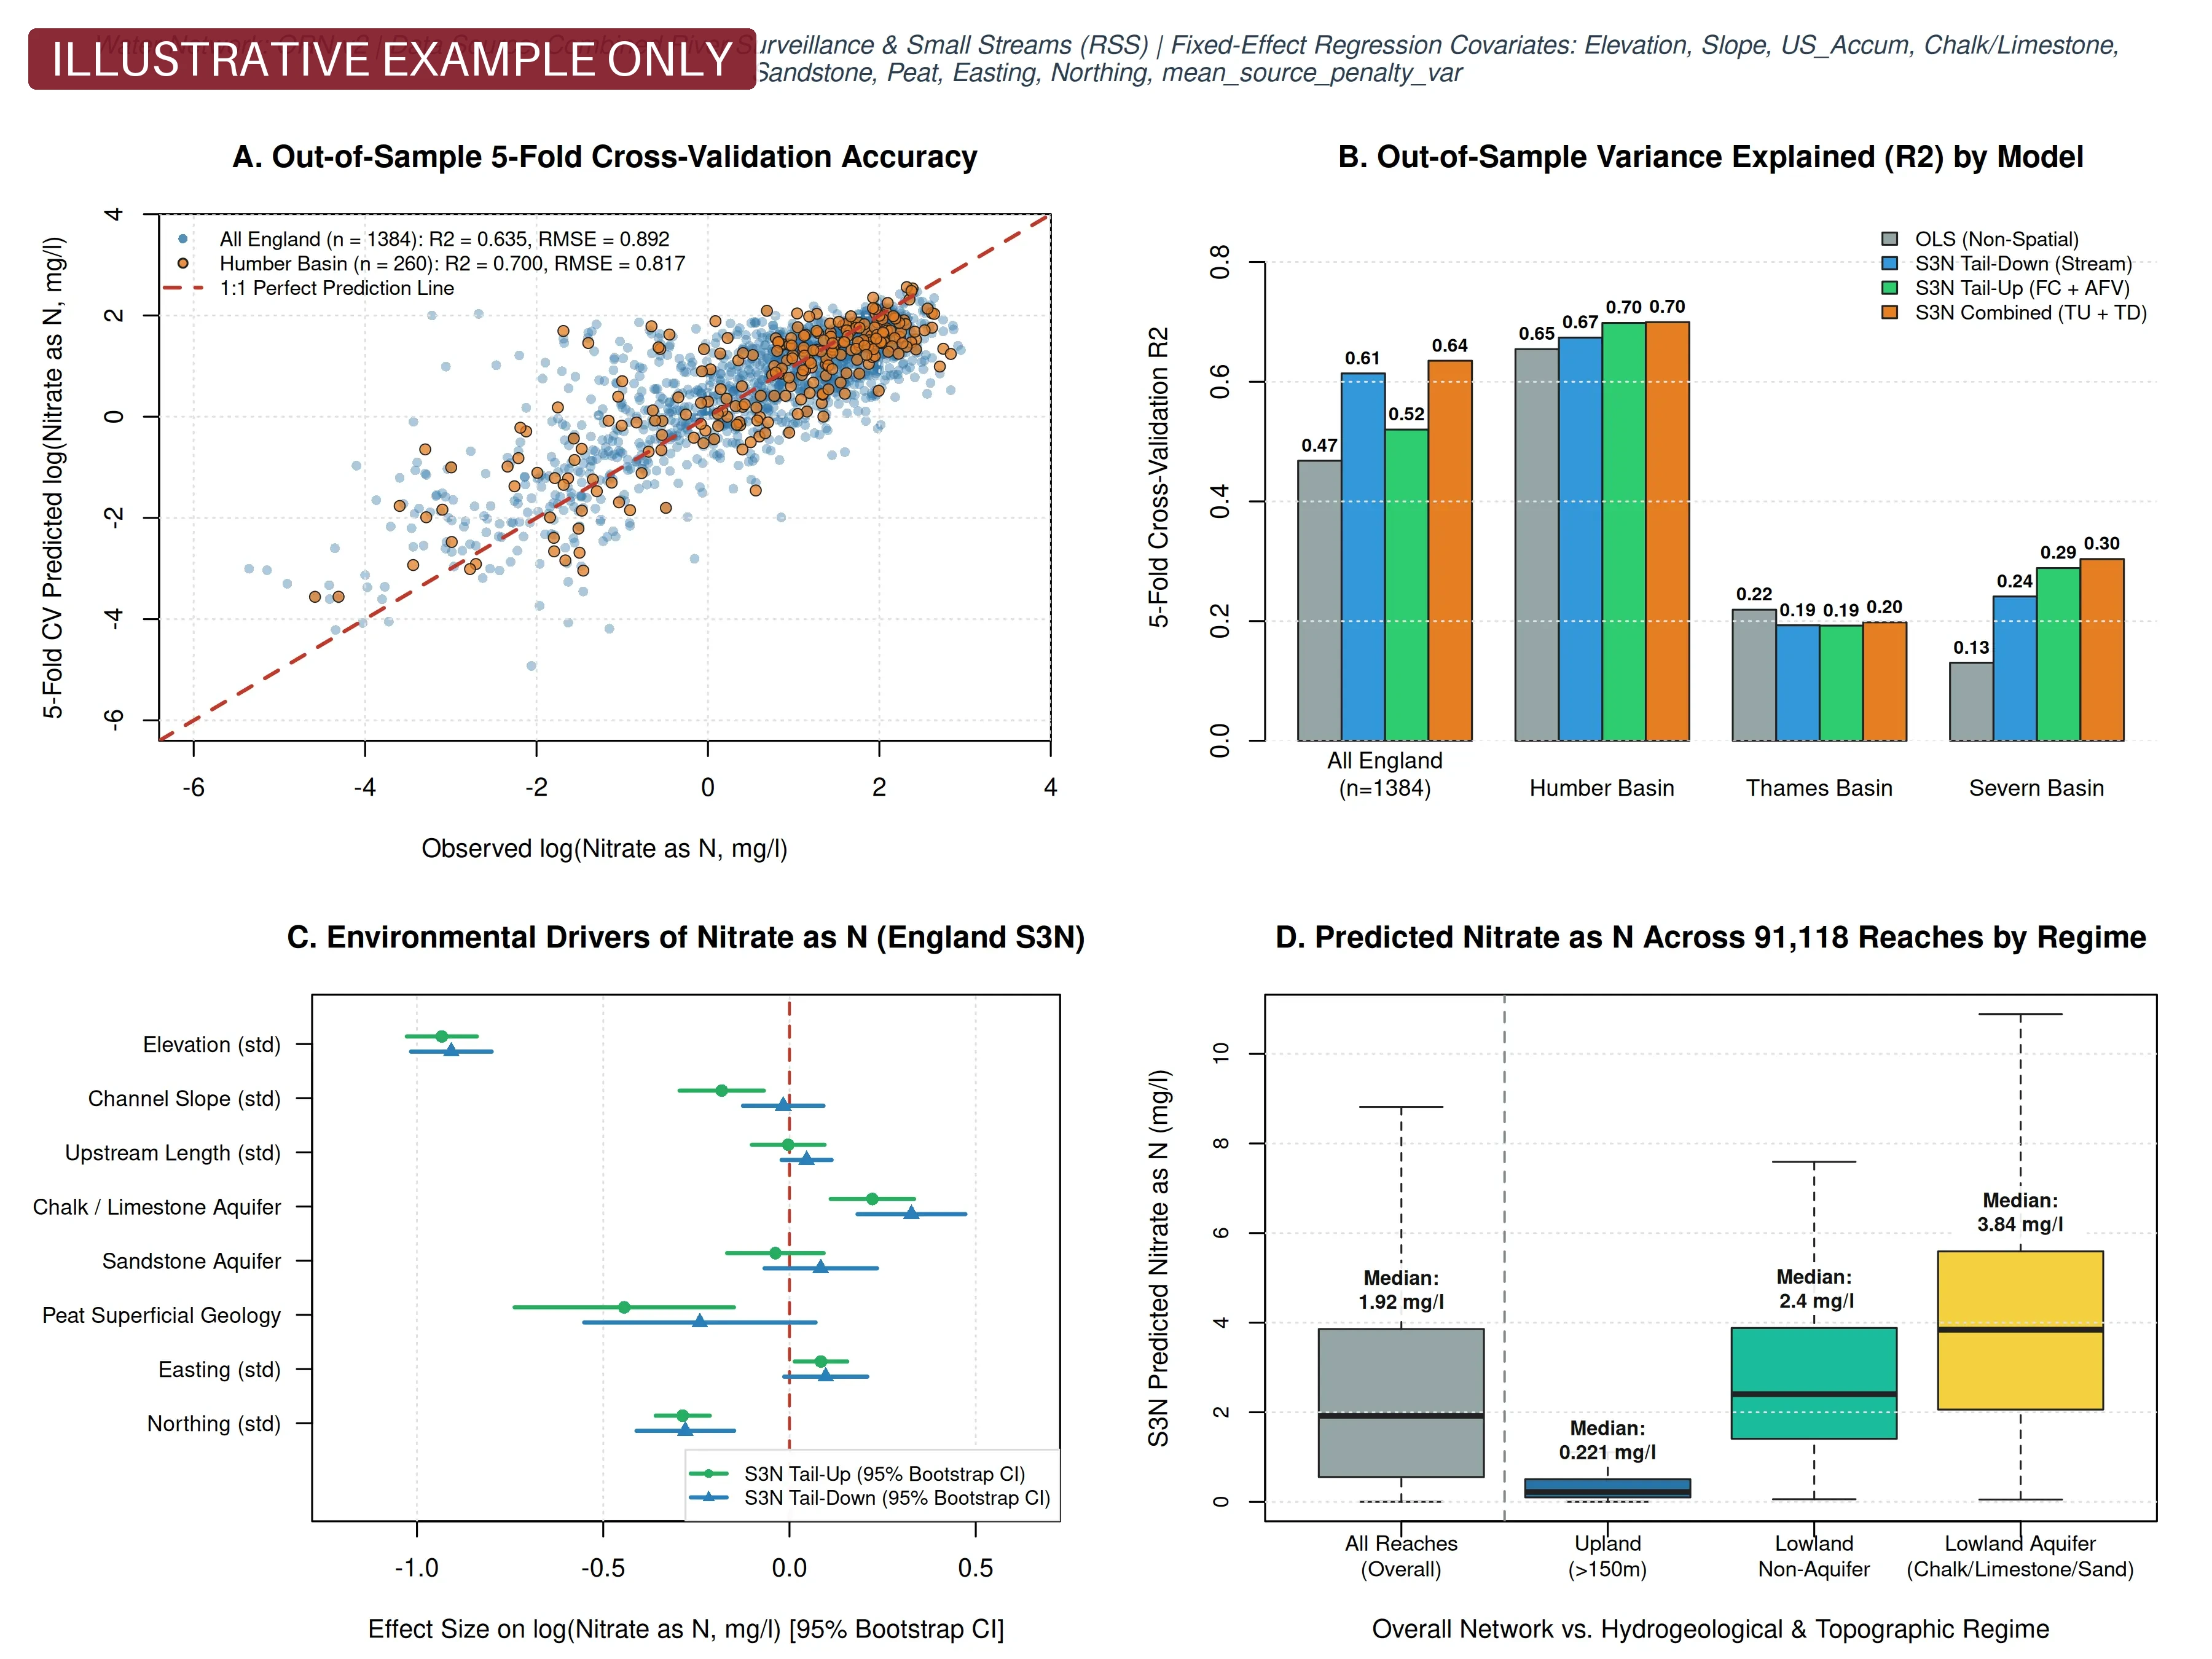 ILLUSTRATIVE EXAMPLE ONLY
Surveillance & Small Streams (RSS) | Fixed-Effect Regression Covariates: Elevation, Slope, US_Accum, Chalk/Limestone,
Sandstone, Peat, Easting, Northing, mean_source_penalty_var
A. Out-of-Sample 5-Fold Cross-Validation Accuracy
5-Fold CV Predicted log(Nitrate as N, mg/l)
4
2
0
-2
-4
-6
All England (n = 1384): R2 = 0.635, RMSE = 0.892
Humber Basin (n = 260): R2 = 0.700, RMSE = 0.817
1:1 Perfect Prediction Line
-6 -4 -2 0 2 4
Observed log(Nitrate as N, mg/l)
B. Out-of-Sample Variance Explained (R2) by Model
5-Fold Cross-Validation R2
0.8
0.6
0.4
0.2
0.0
OLS (Non-Spatial)
S3N Tail-Down (Stream)
S3N Tail-Up (FC + AFV)
S3N Combined (TU + TD)
0.47 0.61 0.52 0.64
0.65 0.67 0.70 0.70
0.22 0.19 0.19 0.20
0.13 0.24 0.29 0.30
All England
(n=1384)
Humber Basin
Thames Basin
Severn Basin
C. Environmental Drivers of Nitrate as N (England S3N)
Elevation (std)
Channel Slope (std)
Upstream Length (std)
Chalk / Limestone Aquifer
Sandstone Aquifer
Peat Superficial Geology
Easting (std)
Northing (std)
S3N Tail-Up (95% Bootstrap CI)
S3N Tail-Down (95% Bootstrap CI)
-1.0 -0.5 0.0 0.5
Effect Size on log(Nitrate as N, mg/l) [95% Bootstrap CI]
D. Predicted Nitrate as N Across 91,118 Reaches by Regime
S3N Predicted Nitrate as N (mg/l)
10
8
6
4
2
0
Median:
1.92 mg/l
Median:
0.221 mg/l
Median:
2.4 mg/l
Median:
3.84 mg/l
All Reaches
(Overall)
Upland
(>150m)
Lowland
Non-Aquifer
Lowland Aquifer
(Chalk/Limestone/Sand)
Overall Network vs. Hydrogeological & Topographic Regime